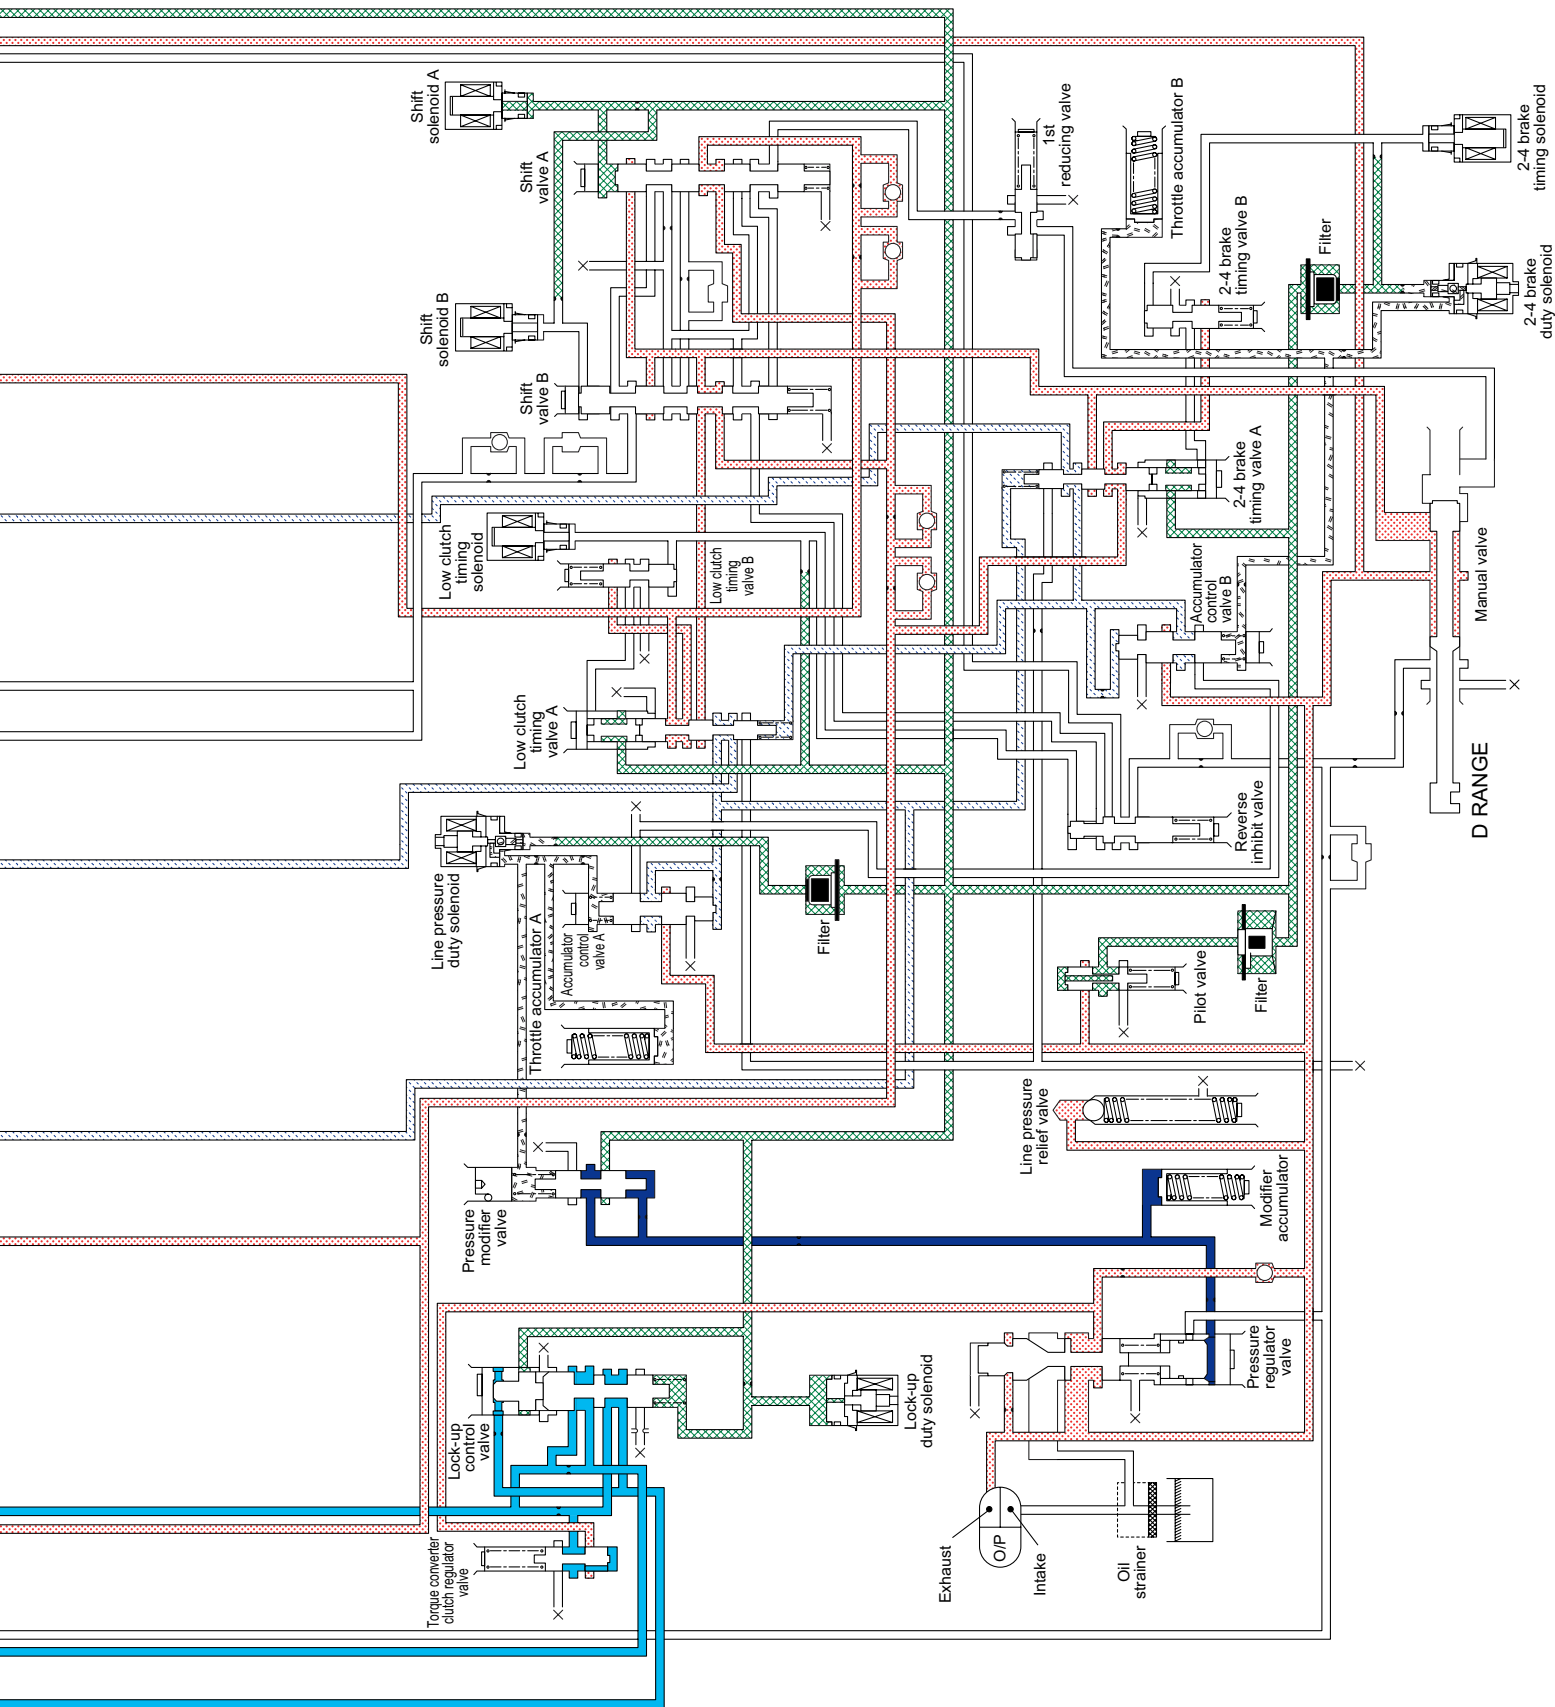 Shift
solenoid A
Shift
valve A
Shift
solenoid B
Shift
valve B
1st
reducing valve
Throttle accumulator B
2-4 brake
timing valve B
Filter
2-4 brake
timing solenoid
2-4 brake
duty solenoid
Low clutch
timing
solenoid
Low clutch
timing
valve B
2-4 brake
timing valve A
Accumulator
control
valve B
Manual valve
Low clutch
timing
valve A
D RANGE
Reverse
inhibit valve
Line pressure
duty solenoid
Throttle accumulator A
Accumulator
control
valve A
Filter
Pilot valve
Filter
Line pressure
relief valve
Pressure
modifier
valve
Modifier
accumulator
Lock-up
control
valve
Lock-up
duty solenoid
Pressure
regulator
valve
Torque converter
clutch regulator
valve
Exhaust
O/P
Intake
Oil
strainer